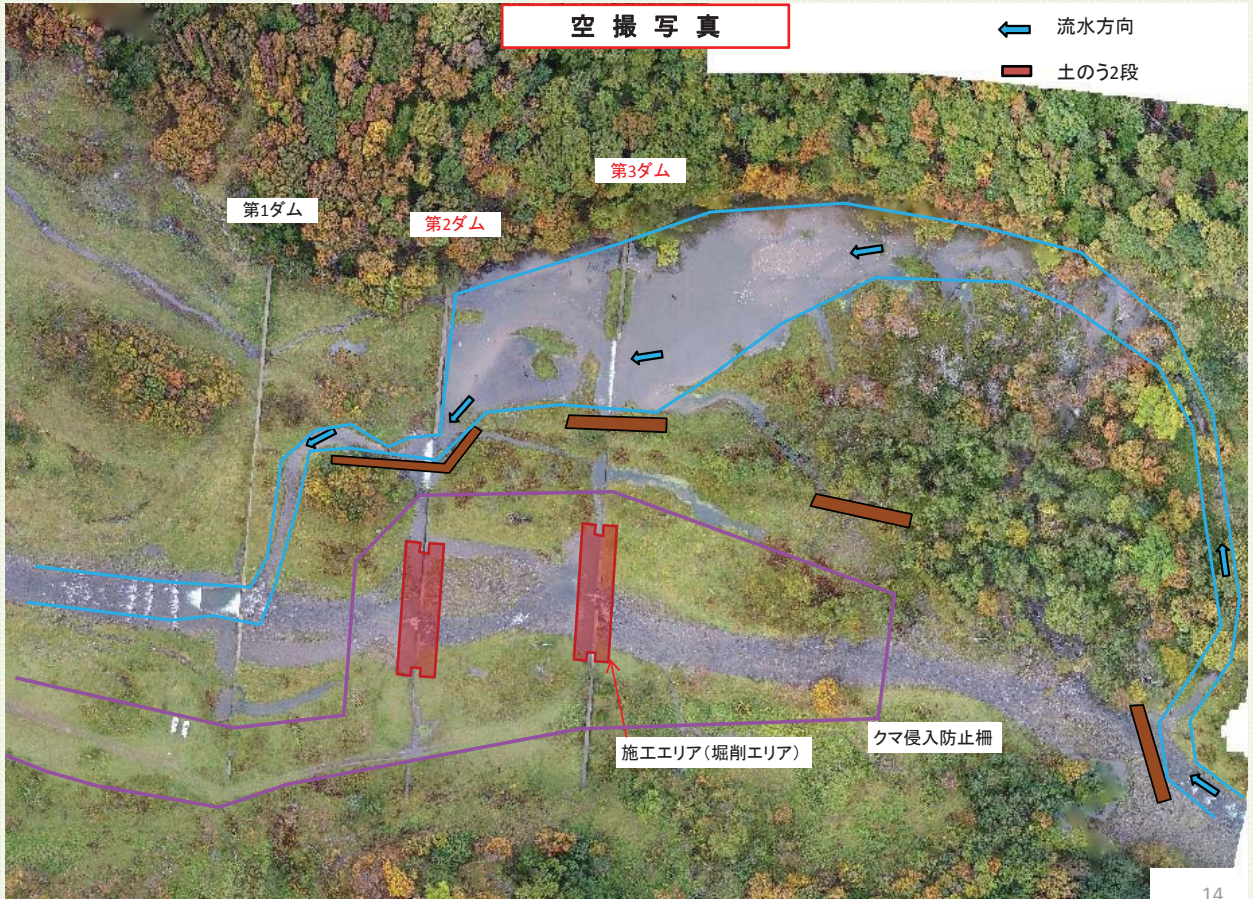 空撮写真
流水方向
土のう2段
第3ダム
第1ダム
第2ダム
クマ侵入防止柵
施工エリア(堀削エリア)
14